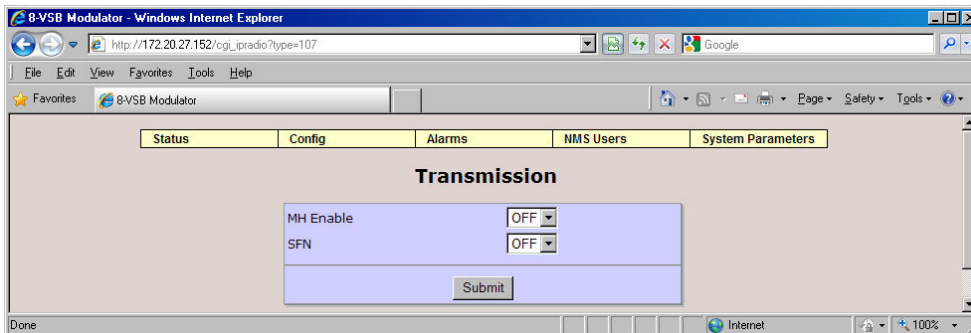 8-VSB Modulator - Windows Internet Explorer
http://172.20.27.152/cgi_ipradio?type=107
Google
File Edit View Favorites Tools Help
Favorites 8-VSB Modulator Page Safety Tools
Status Config Alarms NMS Users System Parameters
Transmission
MH Enable OFF
SFN OFF
Submit
Done Internet 100%